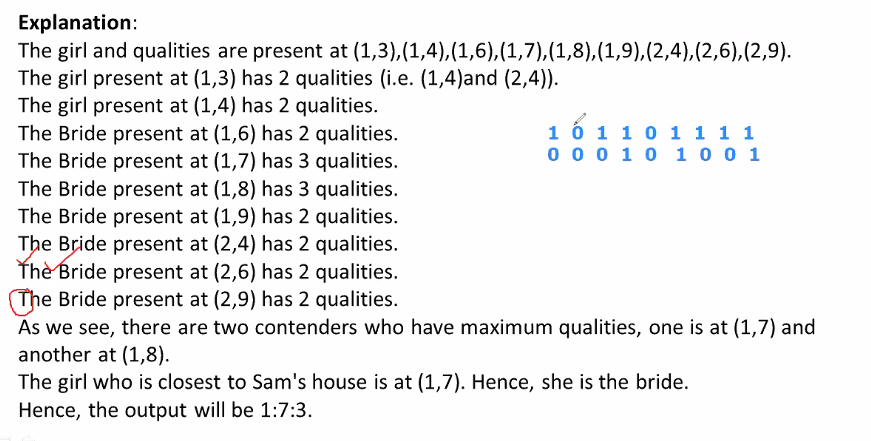 Explanation:
The girl and qualities are present at (1,3),(1,4),(1,6),(1,7),(1,8),(1,9),(2,4),(2,6),(2,9).
The girl present at (1,3) has 2 qualities (i.e. (1,4)and (2,4)).
The girl present at (1,4) has 2 qualities.
The Bride present at (1,6) has 2 qualities.
1 0 1 1 0 1 1 1 1
The Bride present at (1,7) has 3 qualities.
0 0 0 1 0 1 0 0 1
The Bride present at (1,8) has 3 qualities.
The Bride present at (1,9) has 2 qualities.
The Bride present at (2,4) has 2 qualities.
The Bride present at (2,6) has 2 qualities.
The Bride present at (2,9) has 2 qualities.
As we see, there are two contenders who have maximum qualities, one is at (1,7) and
another at (1,8).
The girl who is closest to Sam's house is at (1,7). Hence, she is the bride.
Hence, the output will be 1:7:3.